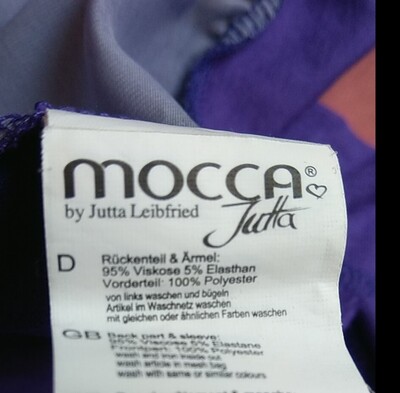 mocca®
by Jutta Leibfried
Jutta
D
Rückenteil & Ärmel:
95% Viskose 5% Elasthan
Vorderteil: 100% Polyester
von links waschen und bügeln
Artikel im Waschnetz waschen
mit gleichen oder ähnlichen Farben waschen
GB Back part & sleeve:
95% Viscose 5% Elastane
Frontpart: 100% Polyester
wash and iron inside out
wash article in mesh bag
wash with same or similar colours